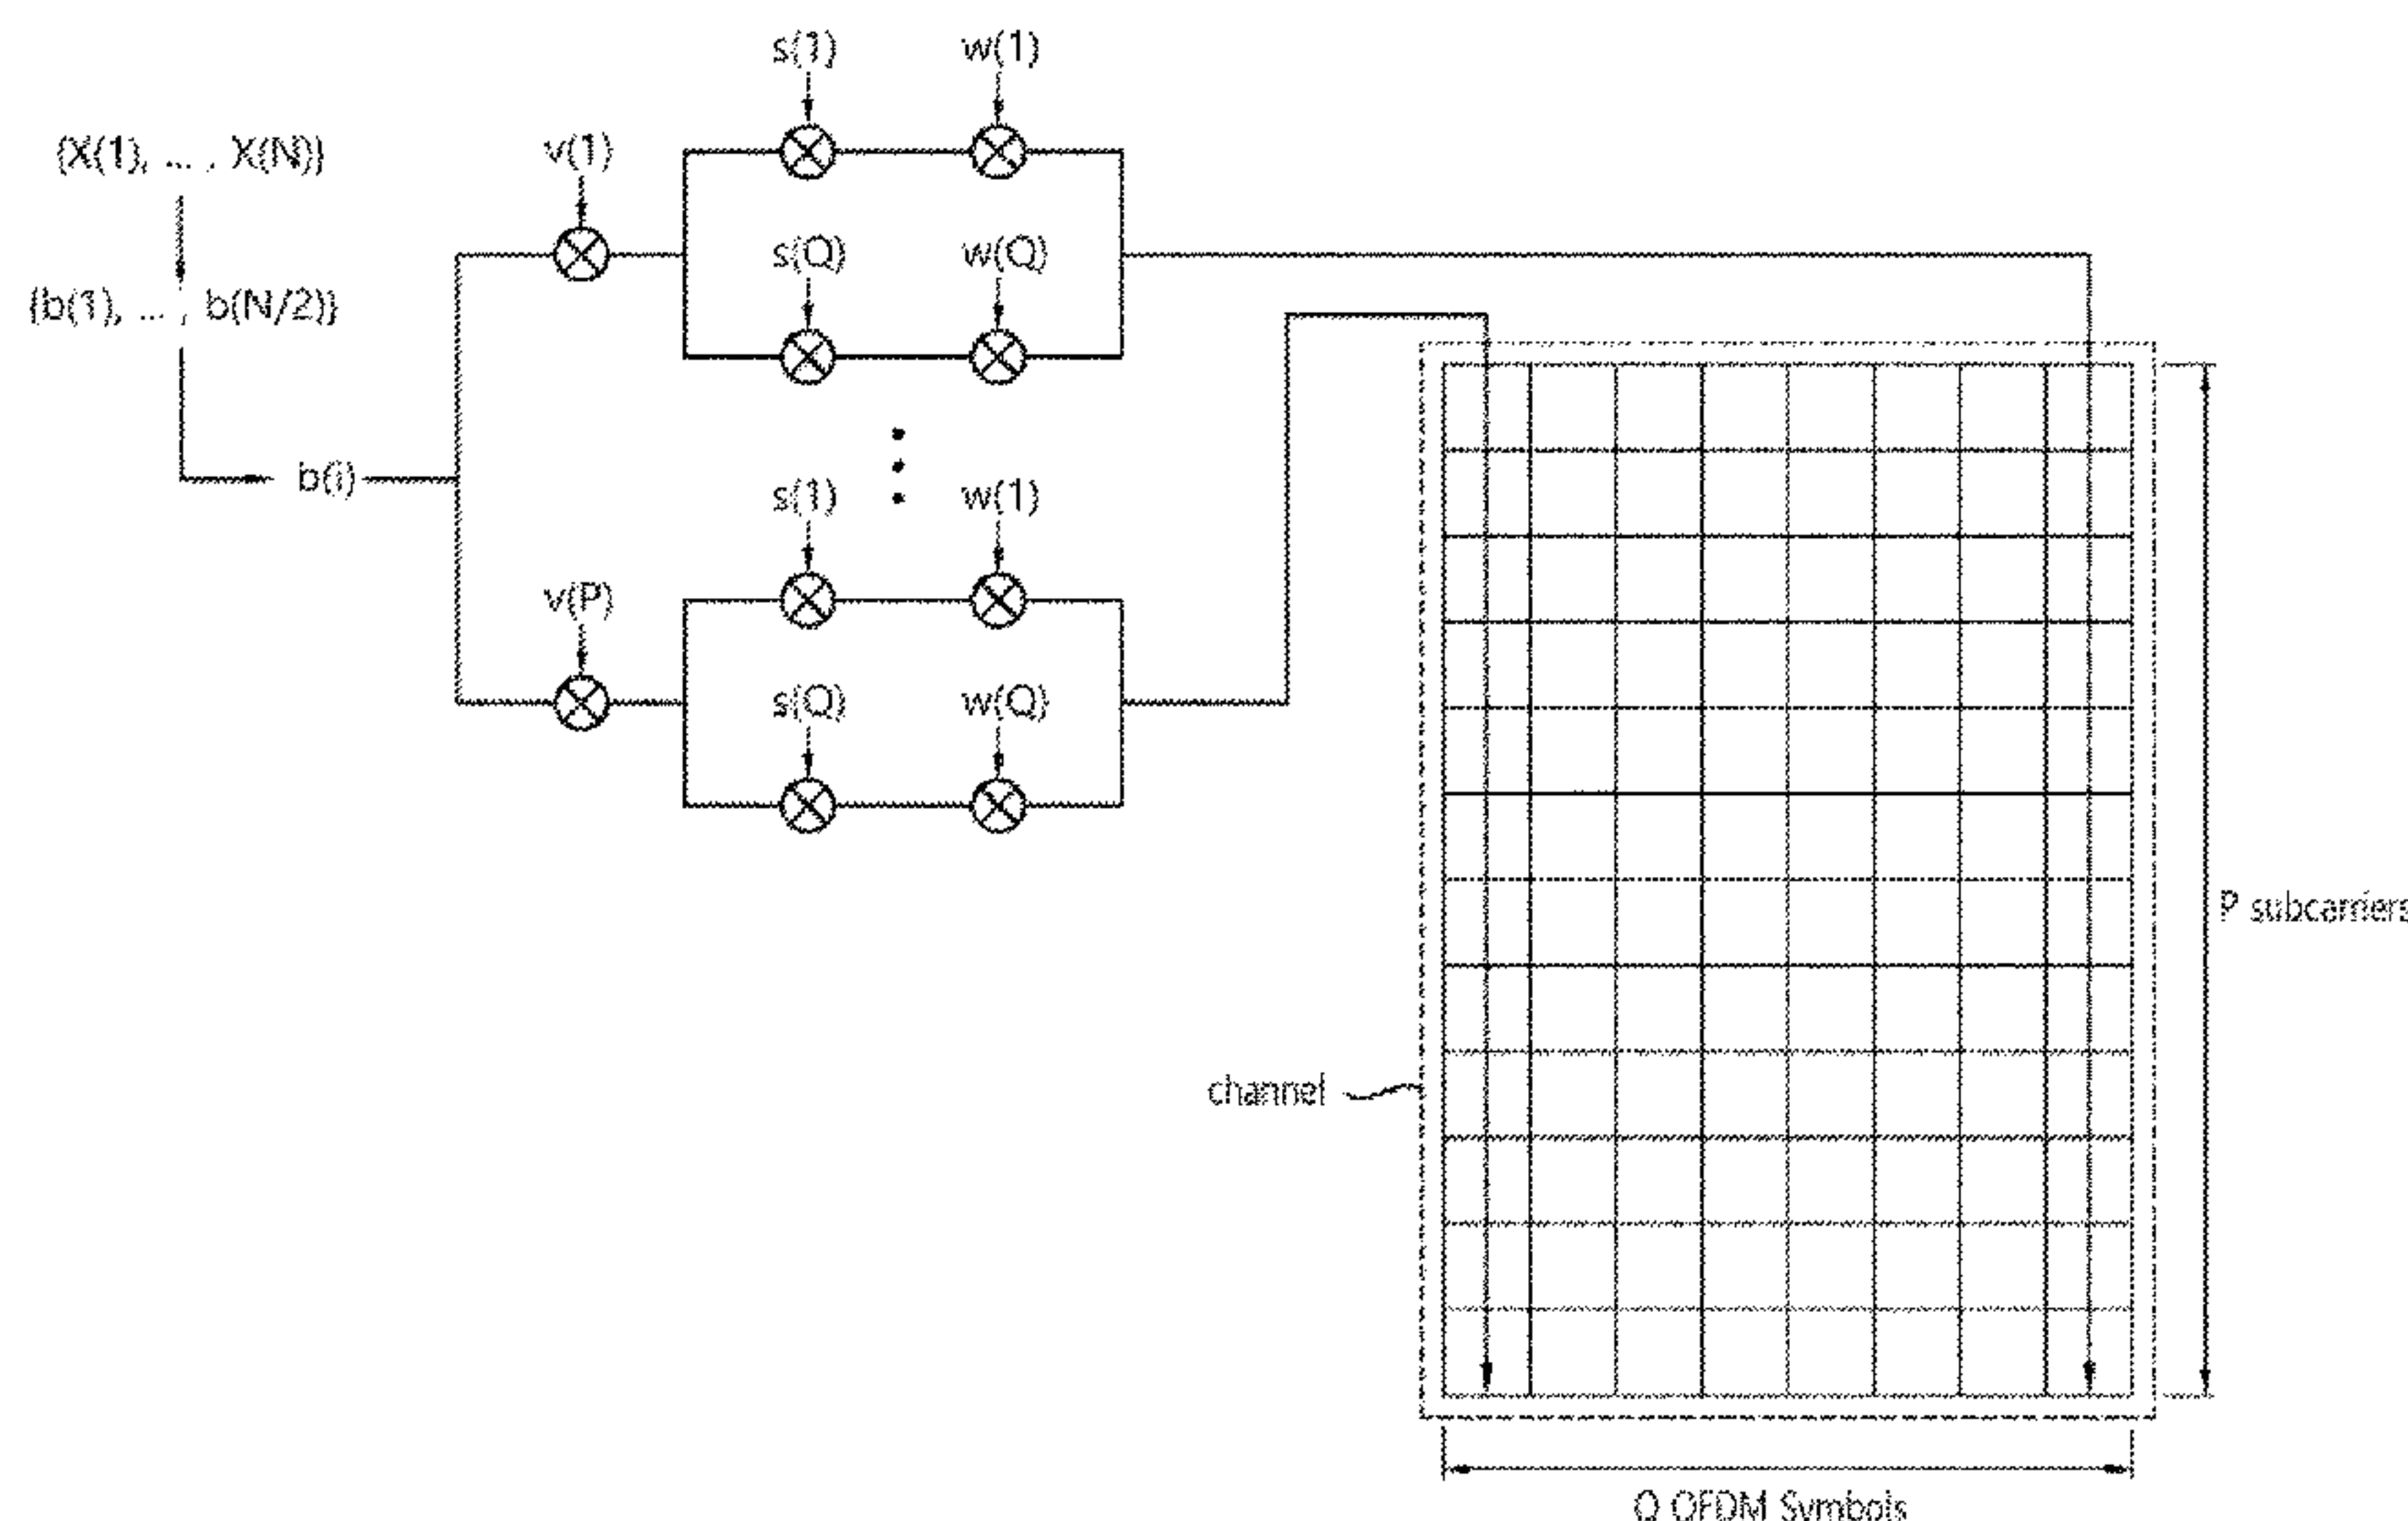 s(1) w(1)
{X(1), ... , X(N)} v(1)
s(Q) w(Q)
{b(1), ... , b(N/2)}
b(i) s(1) w(1)
v(P)
s(Q) w(Q)
P subcarriers
channel
Q OFDM Symbols